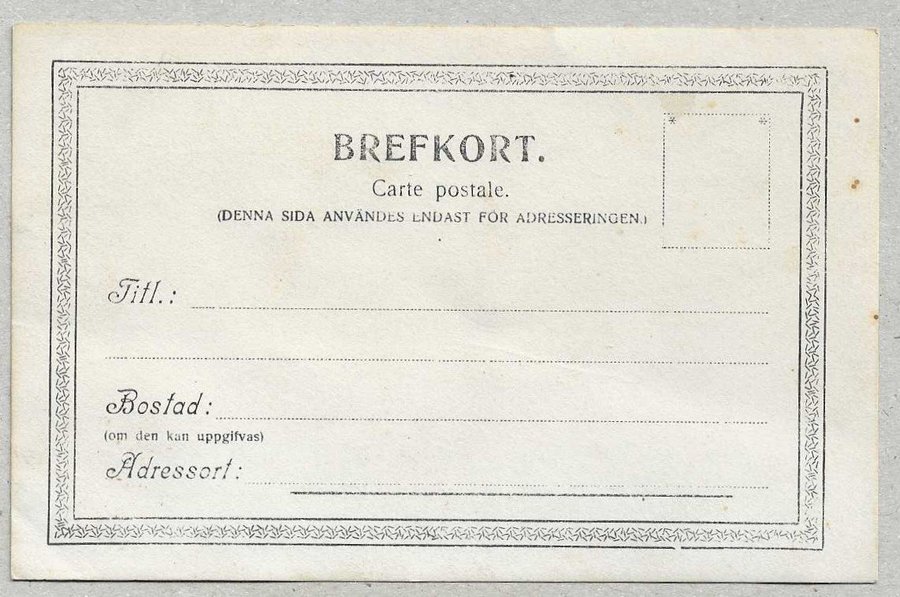 BREFKORT.
Carte postale.
(DENNA SIDA ANVÄNDES ENDAST FÖR ADRESSERINGEN.)
Titl.:
Bostad:
(om den kan uppgifvas)
Adressort: